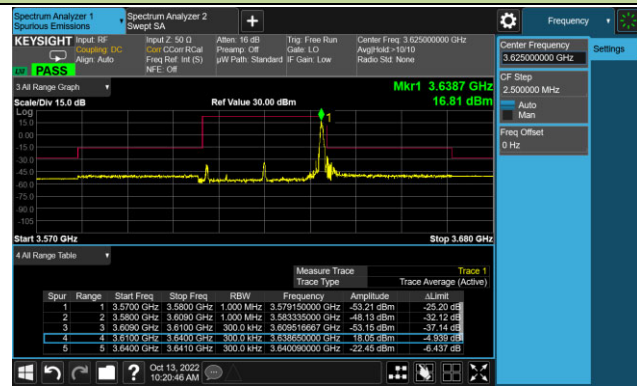 Spectrum Analyzer 1
Spurious Emissions
Spectrum Analyzer 2
Swept SA
+
Frequency
KEYSIGHT
Input: RF
Coupling: DC
Align: Auto
Input Z: 50 Ω
Corr CCorr RCal
Freq Ref: Int (S)
NFE: Off
Atten: 16 dB
Preamp: Off
µW Path: Standard
Trig: Free Run
Gate: LO
IF Gain: Low
Center Freq: 3.625000000 GHz
Avg|Hold:>10/10
Radio Std: None
PASS
3 All Range Graph
Mkr1 3.6387 GHz
Scale/Div 15.0 dB
Ref Value 30.00 dBm
16.81 dBm
Log
15.0
0.00
-15.0
-30.0
-45.0
-60.0
-75.0
-90.0
-105
1
Start 3.570 GHz
Stop 3.680 GHz
4 All Range Table
Measure Trace Trace 1
Trace Type Trace Average (Active)
Spur Range Start Freq Stop Freq RBW Frequency Amplitude ΔLimit
1 1 3.5700 GHz 3.5800 GHz 1.000 MHz 3.579150000 GHz -53.21 dBm -25.20 dB
2 2 3.5800 GHz 3.6090 GHz 1.000 MHz 3.583335000 GHz -48.13 dBm -32.12 dB
3 3 3.6090 GHz 3.6100 GHz 300.0 kHz 3.609516667 GHz -53.15 dBm -37.14 dB
4 4 3.6100 GHz 3.6400 GHz 300.0 kHz 3.638650000 GHz 18.05 dBm -4.939 dB
5 5 3.6400 GHz 3.6410 GHz 300.0 kHz 3.640090000 GHz -22.45 dBm -6.437 dB
Center Frequency
3.625000000 GHz
Settings
CF Step
2.500000 MHz
Auto
Man
Freq Offset
0 Hz
?
Oct 13, 2022
10:20:46 AM